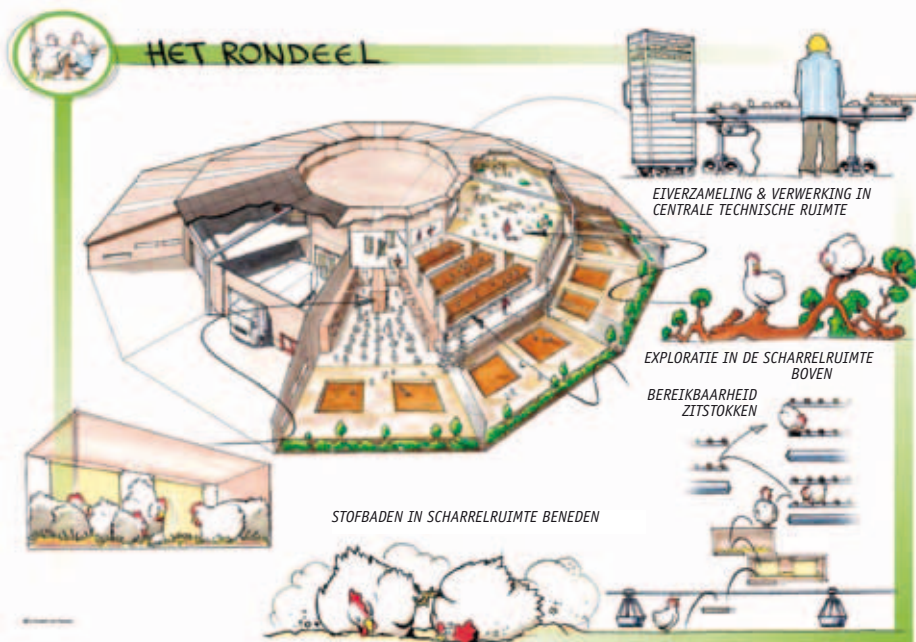 HET RONDEEL
EIVERZAMELING & VERWERKING IN
CENTRALE TECHNISCHE RUIMTE
EXPLORATIE IN DE SCHARRELRUIMTE
BOVEN
BEREIKBAARHEID
ZITSTOKKEN
STOFBADEN IN SCHARRELRUIMTE BENEDEN